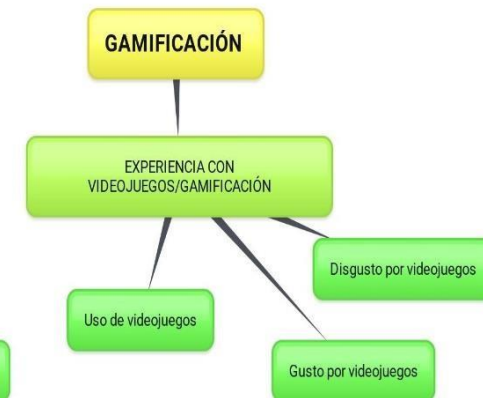 GAMIFICACIÓN
EXPERIENCIA CON
VIDEOJUEGOS/GAMIFICACIÓN
Disgusto por videojuegos
Uso de videojuegos
Gusto por videojuegos